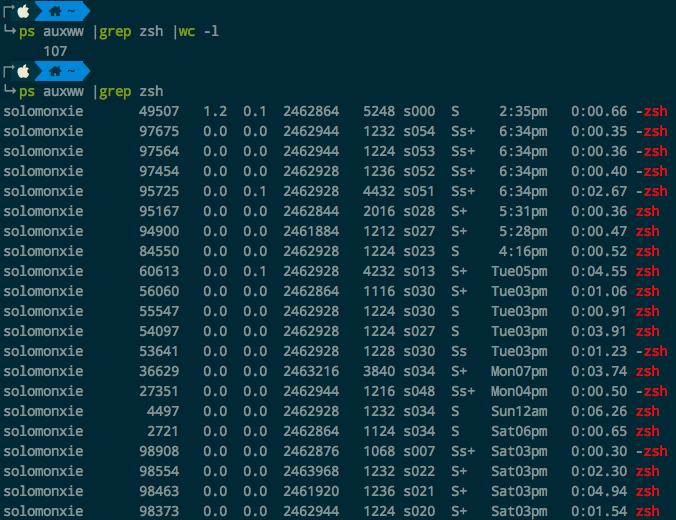 ~
ps auxww |grep zsh |wc -l
107
~
ps auxww |grep zsh
solomonxie 49507 1.2 0.1 2462864 5248 s000 S 2:35pm 0:00.66 -zsh
solomonxie 97675 0.0 0.0 2462944 1232 s054 Ss+ 6:34pm 0:00.35 -zsh
solomonxie 97564 0.0 0.0 2462944 1224 s053 Ss+ 6:34pm 0:00.36 -zsh
solomonxie 97454 0.0 0.0 2462928 1236 s052 Ss+ 6:34pm 0:00.40 -zsh
solomonxie 95725 0.0 0.1 2462928 4432 s051 Ss+ 6:34pm 0:02.67 -zsh
solomonxie 95167 0.0 0.0 2462844 2016 s028 S+ 5:31pm 0:00.36 zsh
solomonxie 94900 0.0 0.0 2461884 1212 s027 S+ 5:28pm 0:00.47 zsh
solomonxie 84550 0.0 0.0 2462928 1224 s023 S 4:16pm 0:00.52 zsh
solomonxie 60613 0.0 0.1 2462928 4232 s013 S+ Tue05pm 0:04.55 zsh
solomonxie 56060 0.0 0.0 2462864 1116 s030 S+ Tue03pm 0:01.06 zsh
solomonxie 55547 0.0 0.0 2462928 1224 s030 S Tue03pm 0:00.91 zsh
solomonxie 54097 0.0 0.0 2462928 1224 s027 S Tue03pm 0:03.91 zsh
solomonxie 53641 0.0 0.0 2462928 1228 s030 Ss Tue03pm 0:01.23 -zsh
solomonxie 36629 0.0 0.0 2463216 3840 s034 S+ Mon07pm 0:03.74 zsh
solomonxie 27351 0.0 0.0 2462944 1216 s048 Ss+ Mon04pm 0:00.50 -zsh
solomonxie 4497 0.0 0.0 2462928 1232 s034 S Sun12am 0:06.26 zsh
solomonxie 2721 0.0 0.0 2462864 1124 s034 S Sat06pm 0:00.65 zsh
solomonxie 98908 0.0 0.0 2462876 1068 s007 Ss+ Sat03pm 0:00.30 -zsh
solomonxie 98554 0.0 0.0 2463968 1232 s022 S+ Sat03pm 0:02.30 zsh
solomonxie 98463 0.0 0.0 2461920 1236 s021 S+ Sat03pm 0:04.94 zsh
solomonxie 98373 0.0 0.0 2462944 1224 s020 S+ Sat03pm 0:01.54 zsh